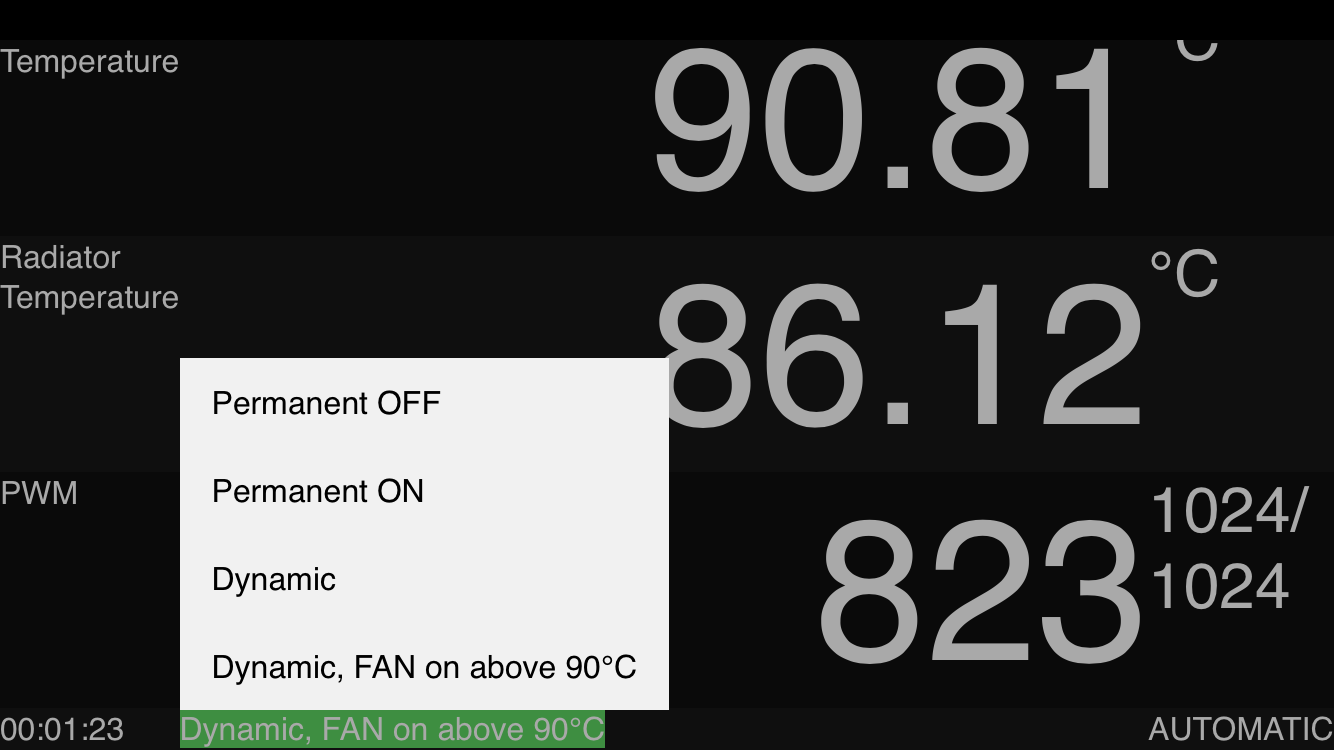 Temperature
90.81
C
Radiator
Temperature
86.12
°C
Permanent OFF
Permanent ON
Dynamic
Dynamic, FAN on above 90°C
PWM
823
1024/
1024
00:01:23
Dynamic, FAN on above 90°C
AUTOMATIC